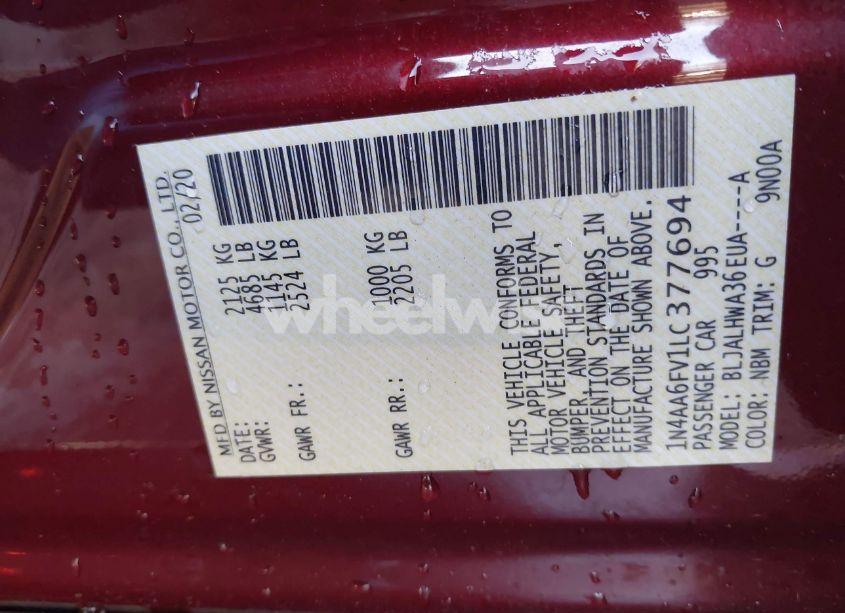 MFD BY NISSAN MOTOR CO., LTD.
DATE: 02/20
GVWR: 2125 KG
4685 LB
GAWR FR.: 1145 KG
2524 LB
GAWR RR.: 1000 KG
2205 LB
THIS VEHICLE CONFORMS TO
ALL APPLICABLE FEDERAL
MOTOR VEHICLE SAFETY,
BUMPER, AND THEFT
PREVENTION STANDARDS IN
EFFECT ON THE DATE OF
MANUFACTURE SHOWN ABOVE.
1N4AA6FV1LC377694
PASSENGER CAR 995
MODEL: BLJALHWA36EUA----A
COLOR: NBM TRIM: G 9N00A